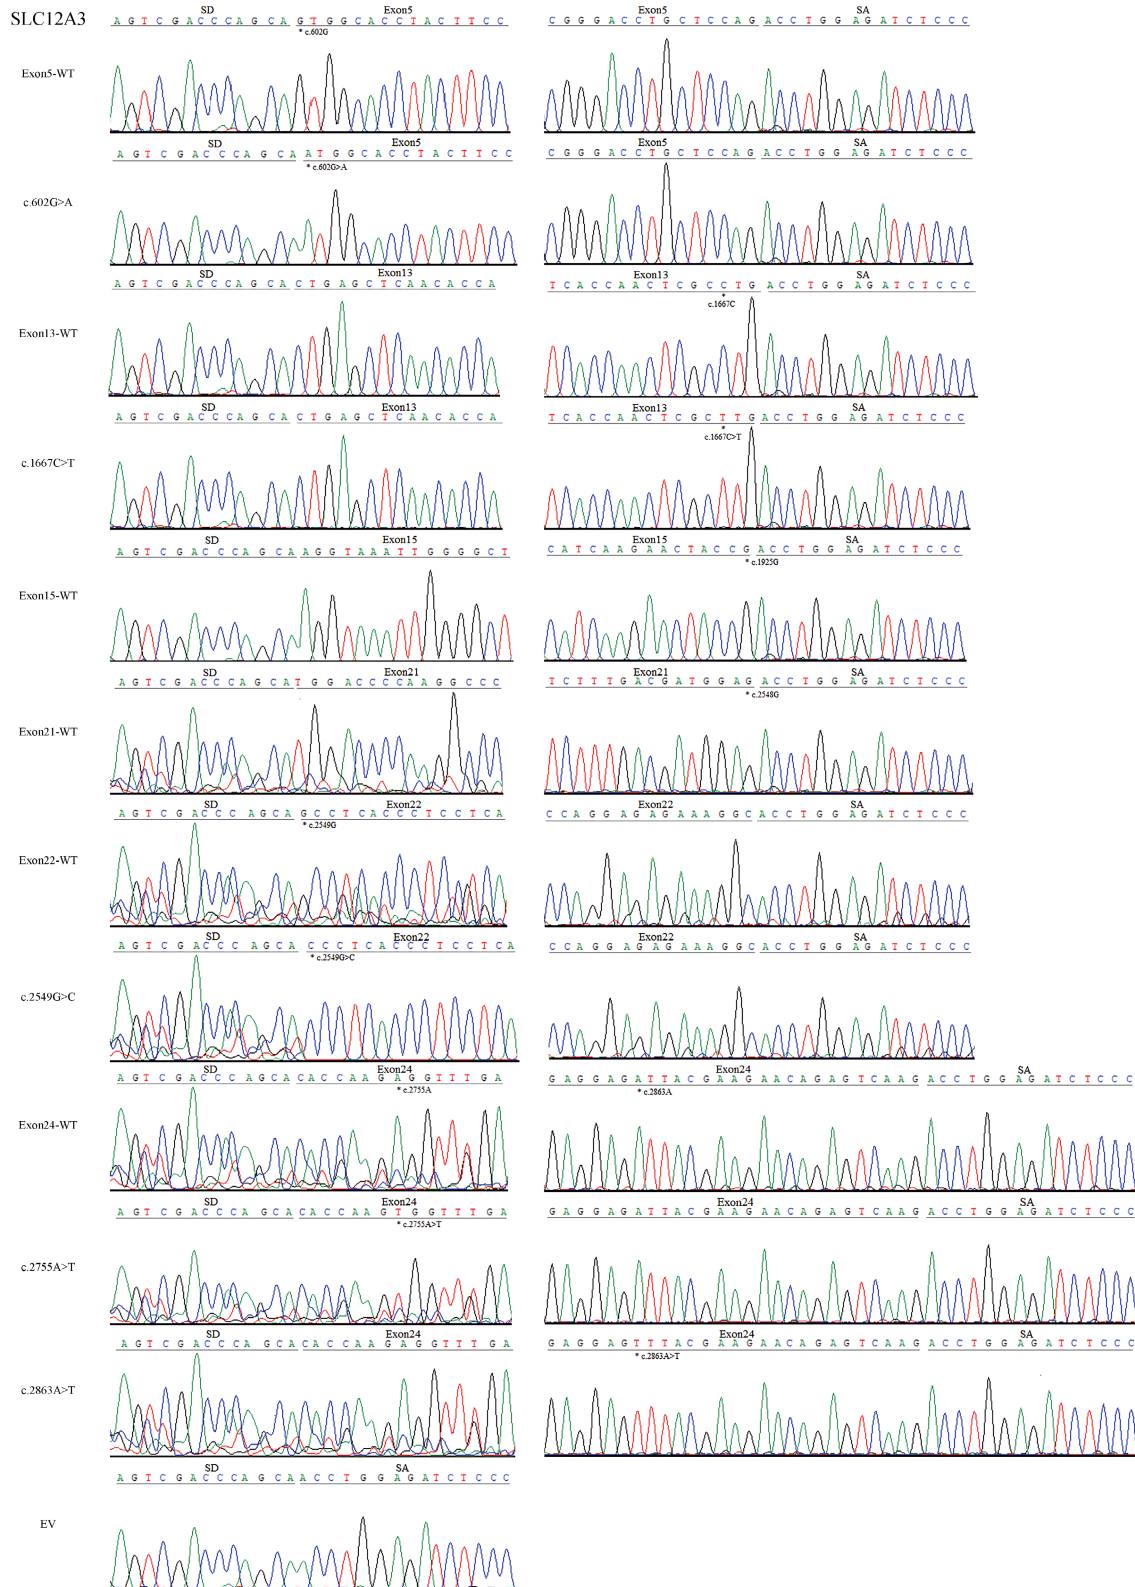 SLC12A3
SD Exon5
A G T C G A C C C A G C A G T G G C A C C T A C T T C C
* c.602G
Exon5 SA
C G G G A C C T G C T C C A G A C C T G G A G A T C T C C C
Exon5-WT
SD Exon5
A G T C G A C C C A G C A A T G G C A C C T A C T T C C
* c.602G>A
Exon5 SA
C G G G A C C T G C T C C A G A C C T G G A G A T C T C C C
c.602G>A
SD Exon13
A G T C G A C C C A G C A C T G A G C T C A A C A C C A
Exon13 SA
T C A C C A A C T C G C C T G A C C T G G A G A T C T C C C
*
c.1667C
Exon13-WT
SD Exon13
A G T C G A C C C A G C A C T G A G C T C A A C A C C A
Exon13 SA
T C A C C A A C T C G C T T G A C C T G G A G A T C T C C C
*
c.1667C>T
c.1667C>T
SD Exon15
A G T C G A C C C A G C A A G G T A A A T T G G G G C T
Exon15 SA
C A T C A A G A A C T A C C G A C C T G G A G A T C T C C C
* c.1925G
Exon15-WT
SD Exon21
A G T C G A C C C A G C A T G G A C C C C A A G G C C C
Exon21 SA
T C T T T G A C G A T G G A G A C C T G G A G A T C T C C C
* c.2548G
Exon21-WT
SD Exon22
A G T C G A C C C A G C A G C C T C A C C C T C C T C A
* c.2549G
Exon22 SA
C C A G G A G A G A A A G G C A C C T G G A G A T C T C C C
Exon22-WT
SD Exon22
A G T C G A C C C A G C A C C C T C A C C C T C C T C A
* c.2549G>C
Exon22 SA
C C A G G A G A G A A A G G C A C C T G G A G A T C T C C C
c.2549G>C
SD Exon24
A G T C G A C C C A G C A C A C C A A G A G G T T T G A
* c.2755A
Exon24 SA
G A G G A G A T T A C G A A G A A C A G A G T C A A G A C C T G G A G A T C T C C C
* c.2863A
Exon24-WT
SD Exon24
A G T C G A C C C A G C A C A C C A A G T G G T T T G A
* c.2755A>T
Exon24 SA
G A G G A G A T T A C G A A G A A C A G A G T C A A G A C C T G G A G A T C T C C C
c.2755A>T
SD Exon24
A G T C G A C C C A G C A C A C C A A G A G G T T T G A
Exon24 SA
G A G G A G T T T A C G A A G A A C A G A G T C A A G A C C T G G A G A T C T C C C
* c.2863A>T
c.2863A>T
SD SA
A G T C G A C C C A G C A A C C T G G A G A T C T C C C
EV